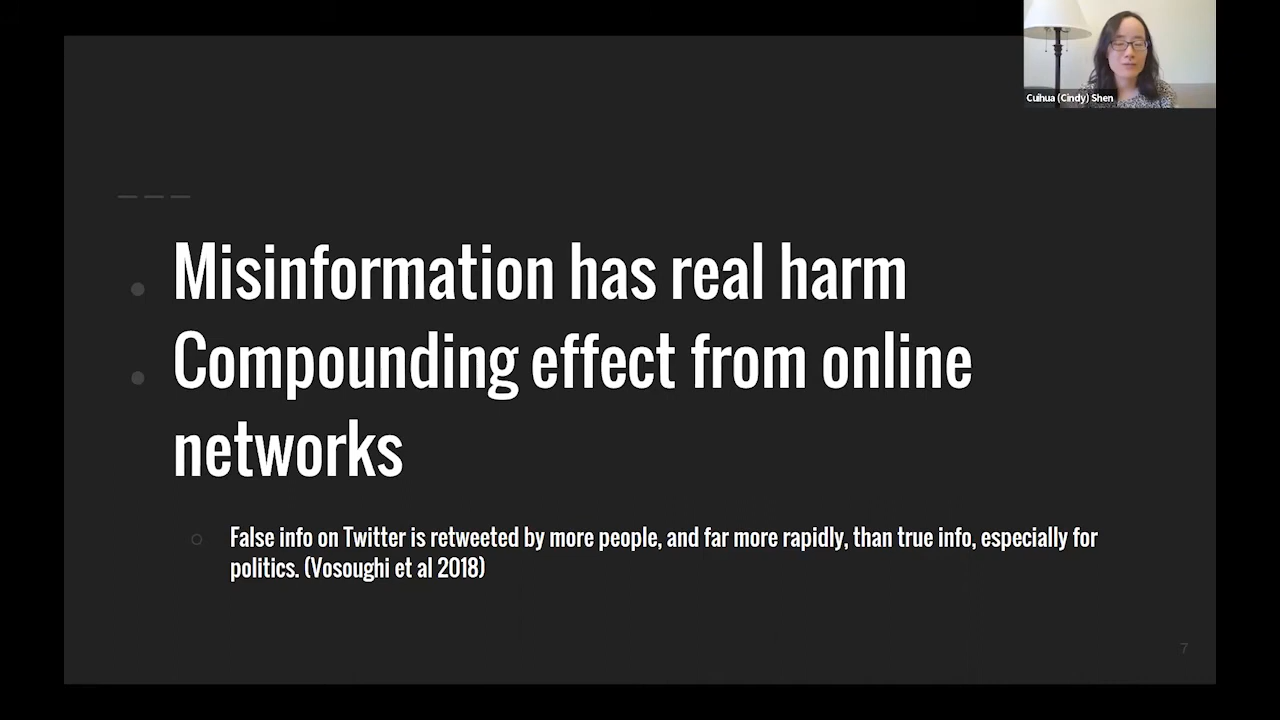 Cuihua (Cindy) Shen
Misinformation has real harm
Compounding effect from online
networks
False info on Twitter is retweeted by more people, and far more rapidly, than true info, especially for
politics. (Vosoughi et al 2018)
7